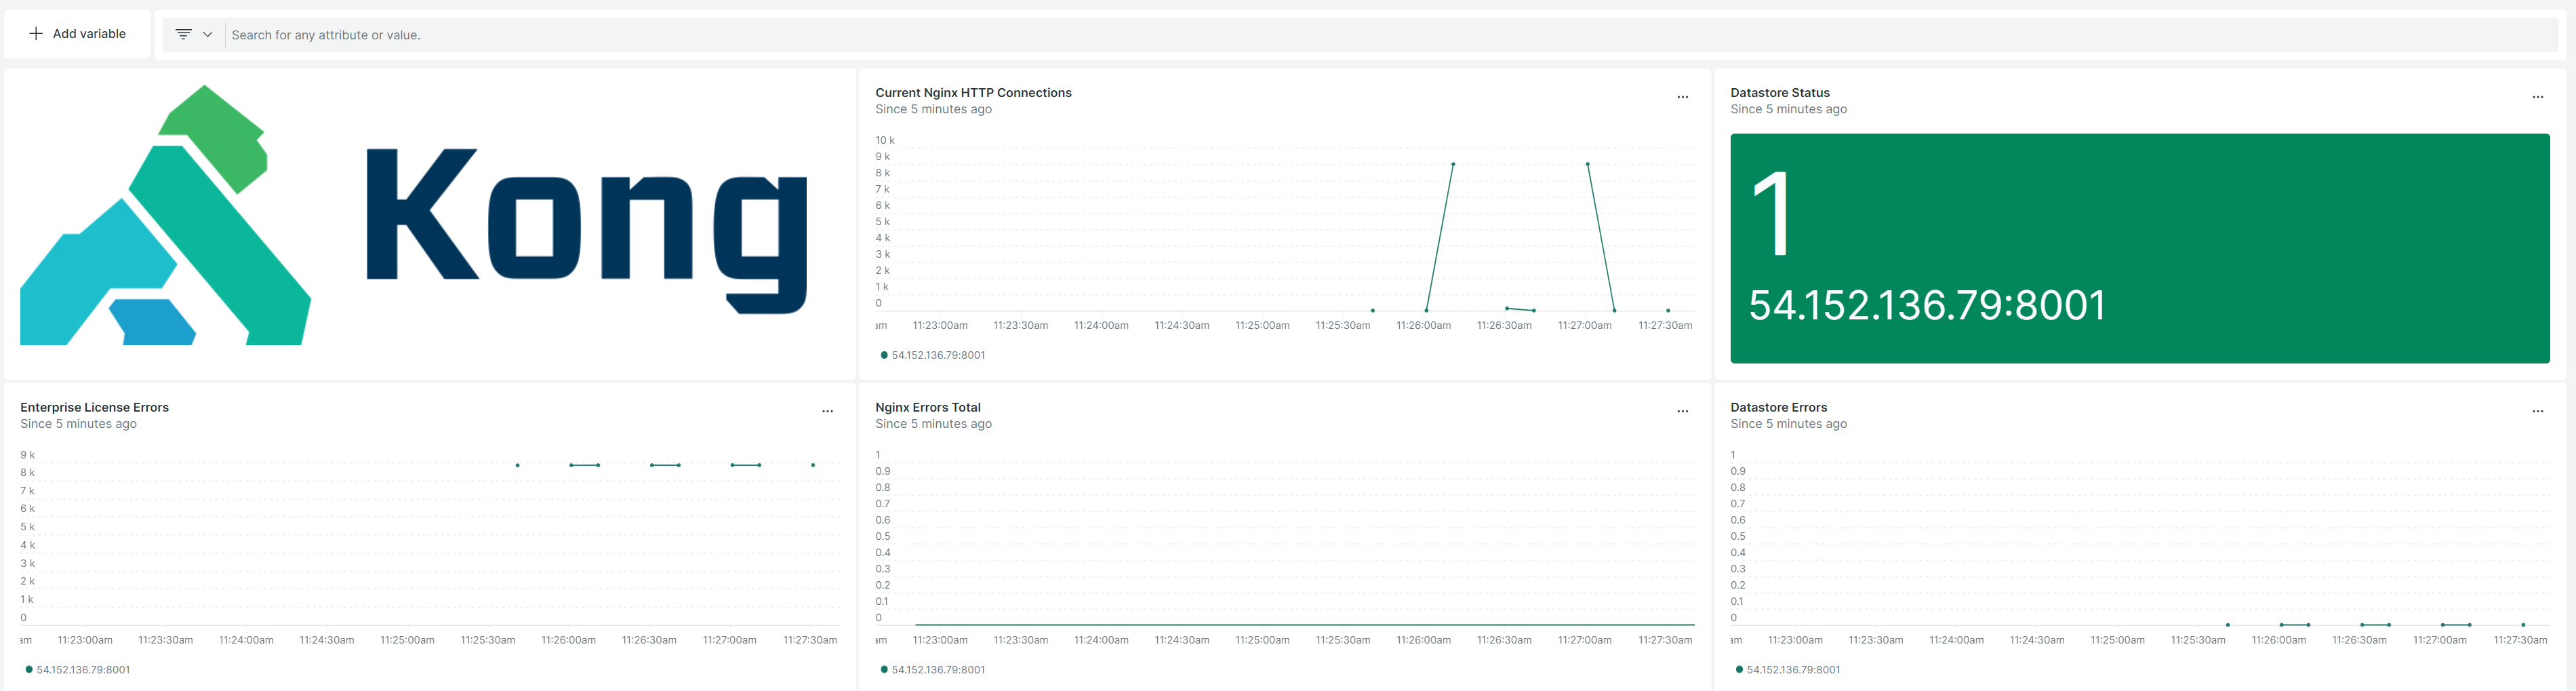 Add variable
Search for any attribute or value.
Kong
Current Nginx HTTP Connections
Since 5 minutes ago
10 k
9 k
8 k
7 k
6 k
5 k
4 k
3 k
2 k
1 k
0
am 11:23:00am 11:23:30am 11:24:00am 11:24:30am 11:25:00am 11:25:30am 11:26:00am 11:26:30am 11:27:00am 11:27:30am
54.152.136.79:8001
Datastore Status
Since 5 minutes ago
1
54.152.136.79:8001
Enterprise License Errors
Since 5 minutes ago
9 k
8 k
7 k
6 k
5 k
4 k
3 k
2 k
1 k
0
am 11:23:00am 11:23:30am 11:24:00am 11:24:30am 11:25:00am 11:25:30am 11:26:00am 11:26:30am 11:27:00am 11:27:30am
54.152.136.79:8001
Nginx Errors Total
Since 5 minutes ago
1
0.9
0.8
0.7
0.6
0.5
0.4
0.3
0.2
0.1
0
am 11:23:00am 11:23:30am 11:24:00am 11:24:30am 11:25:00am 11:25:30am 11:26:00am 11:26:30am 11:27:00am 11:27:30am
54.152.136.79:8001
Datastore Errors
Since 5 minutes ago
1
0.9
0.8
0.7
0.6
0.5
0.4
0.3
0.2
0.1
0
am 11:23:00am 11:23:30am 11:24:00am 11:24:30am 11:25:00am 11:25:30am 11:26:00am 11:26:30am 11:27:00am 11:27:30am
54.152.136.79:8001